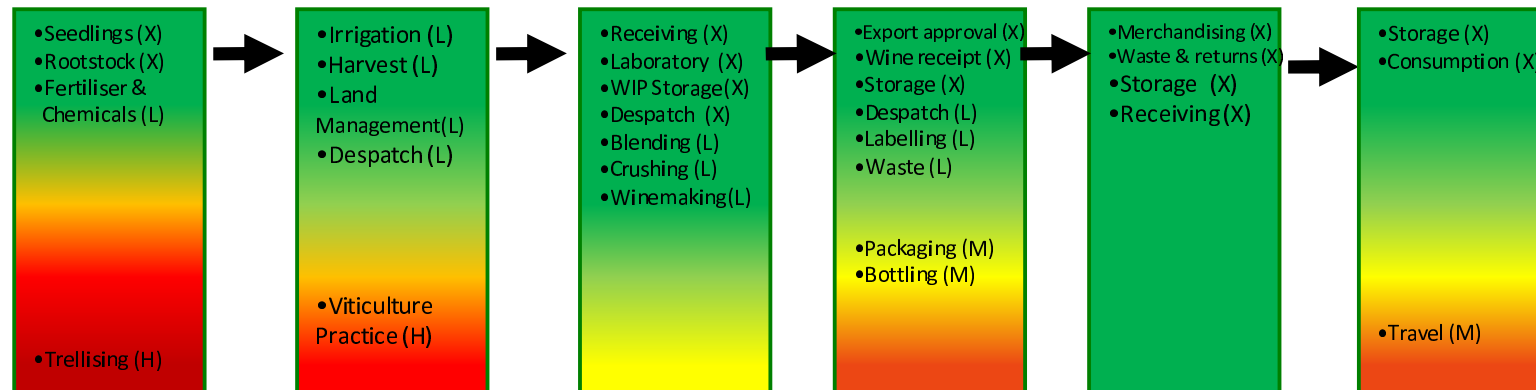 •Seedlings (X)
•Rootstock (X)
•Fertiliser &
Chemicals (L)
•Trellising (H)
•Irrigation (L)
•Harvest (L)
•Land
Management(L)
•Despatch (L)
•Viticulture
Practice (H)
•Receiving (X)
•Laboratory (X)
•WIP Storage(X)
•Despatch (X)
•Blending (L)
•Crushing (L)
•Winemaking(L)
•Export approval (X)
•Wine receipt (X)
•Storage (X)
•Despatch (L)
•Labelling (L)
•Waste (L)
•Packaging (M)
•Bottling (M)
•Merchandising (X)
•Waste & returns (X)
•Storage (X)
•Receiving(X)
•Storage (X)
•Consumption (X)
•Travel (M)